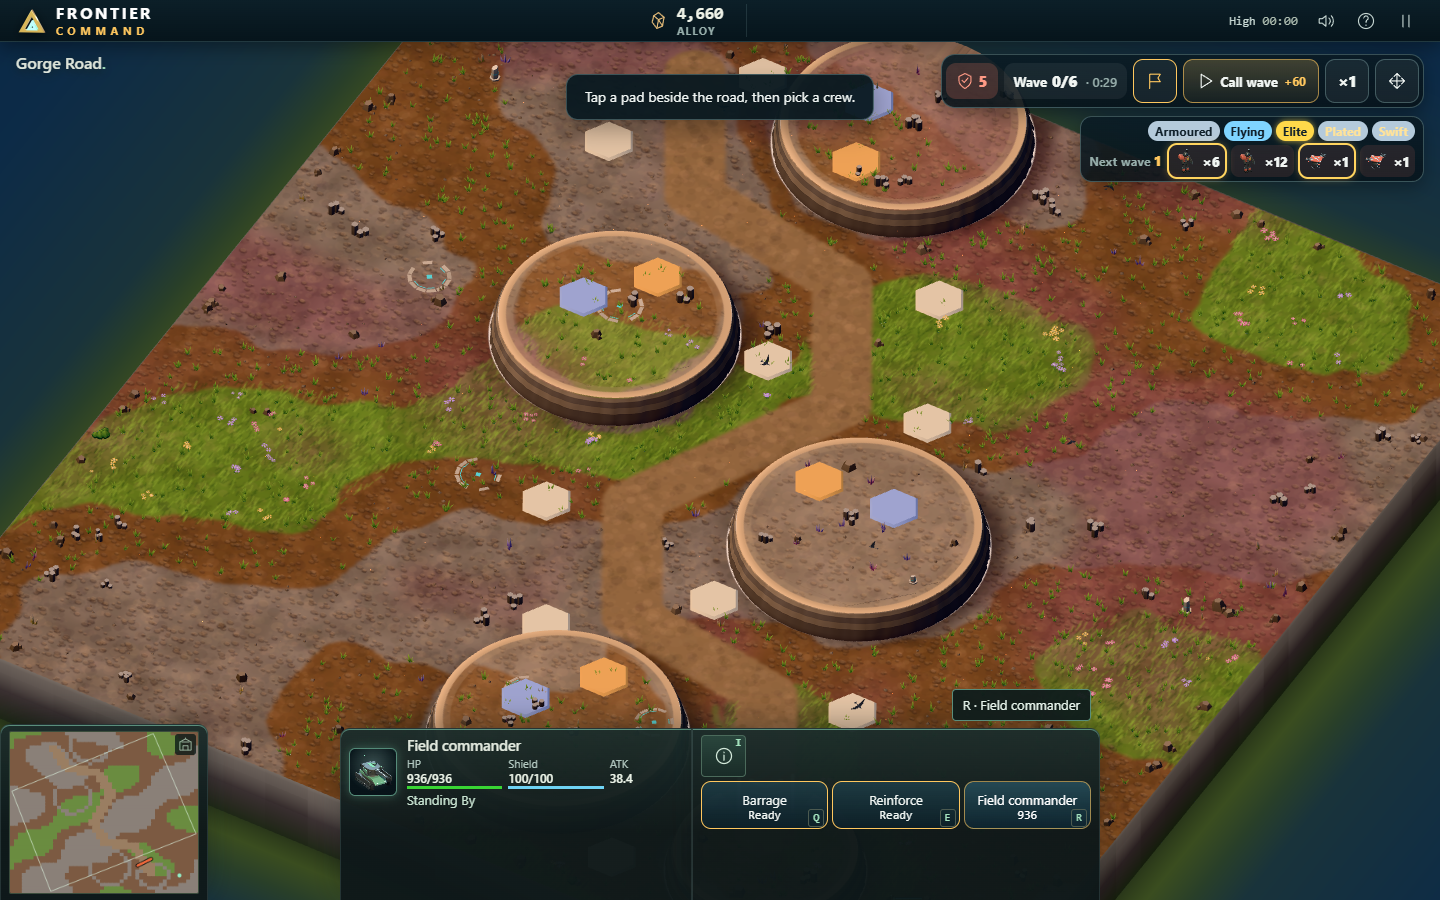 FRONTIER
COMMAND
4,660
ALLOY
High 00:00
Gorge Road.
Tap a pad beside the road, then pick a crew.
5
Wave 0/6 · 0:29
Call wave +60
×1
Armoured Flying Elite Plated Swift
Next wave 1 ×6 ×12 ×1 ×1
R · Field commander
Field commander
HP Shield ATK
936/936 100/100 38.4
Standing By
I
Barrage
Ready Q
Reinforce
Ready E
Field commander
936 R